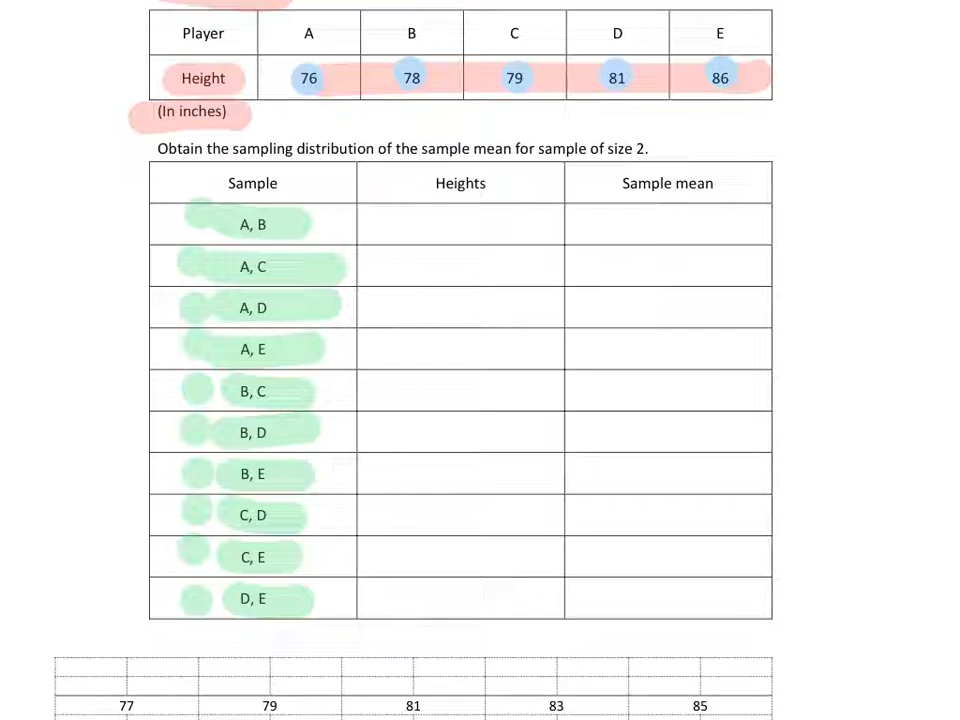 Player A B C D E
Height 76 78 79 81 86
(In inches)
Obtain the sampling distribution of the sample mean for sample of size 2.
Sample Heights Sample mean
A, B
A, C
A, D
A, E
B, C
B, D
B, E
C, D
C, E
D, E
77 79 81 83 85